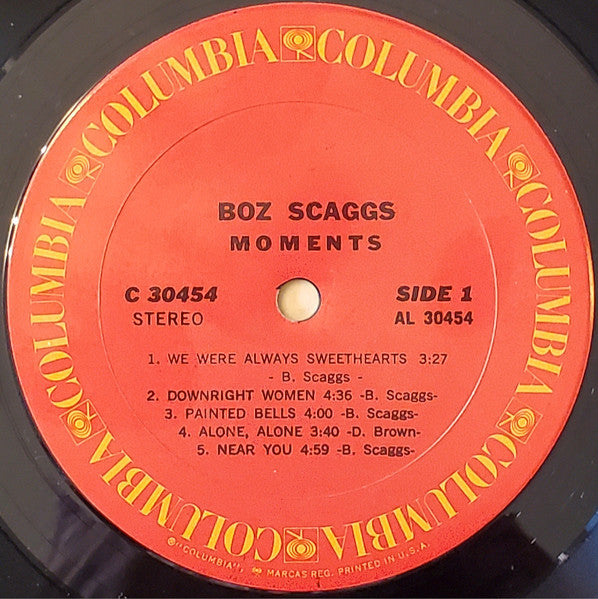 COLUMBIA COLUMBIA COLUMBIA COLUMBIA COLUMBIA COLUMBIA
BOZ SCAGGS
MOMENTS
C 30454 SIDE 1
STEREO AL 30454
1. WE WERE ALWAYS SWEETHEARTS 3:27
- B. Scaggs -
2. DOWNRIGHT WOMEN 4:36 -B. Scaggs-
3. PAINTED BELLS 4:00 -B. Scaggs-
4. ALONE, ALONE 3:40 -D. Brown-
5. NEAR YOU 4:59 -B. Scaggs-
®"COLUMBIA", MARCAS REG. PRINTED IN U.S.A.